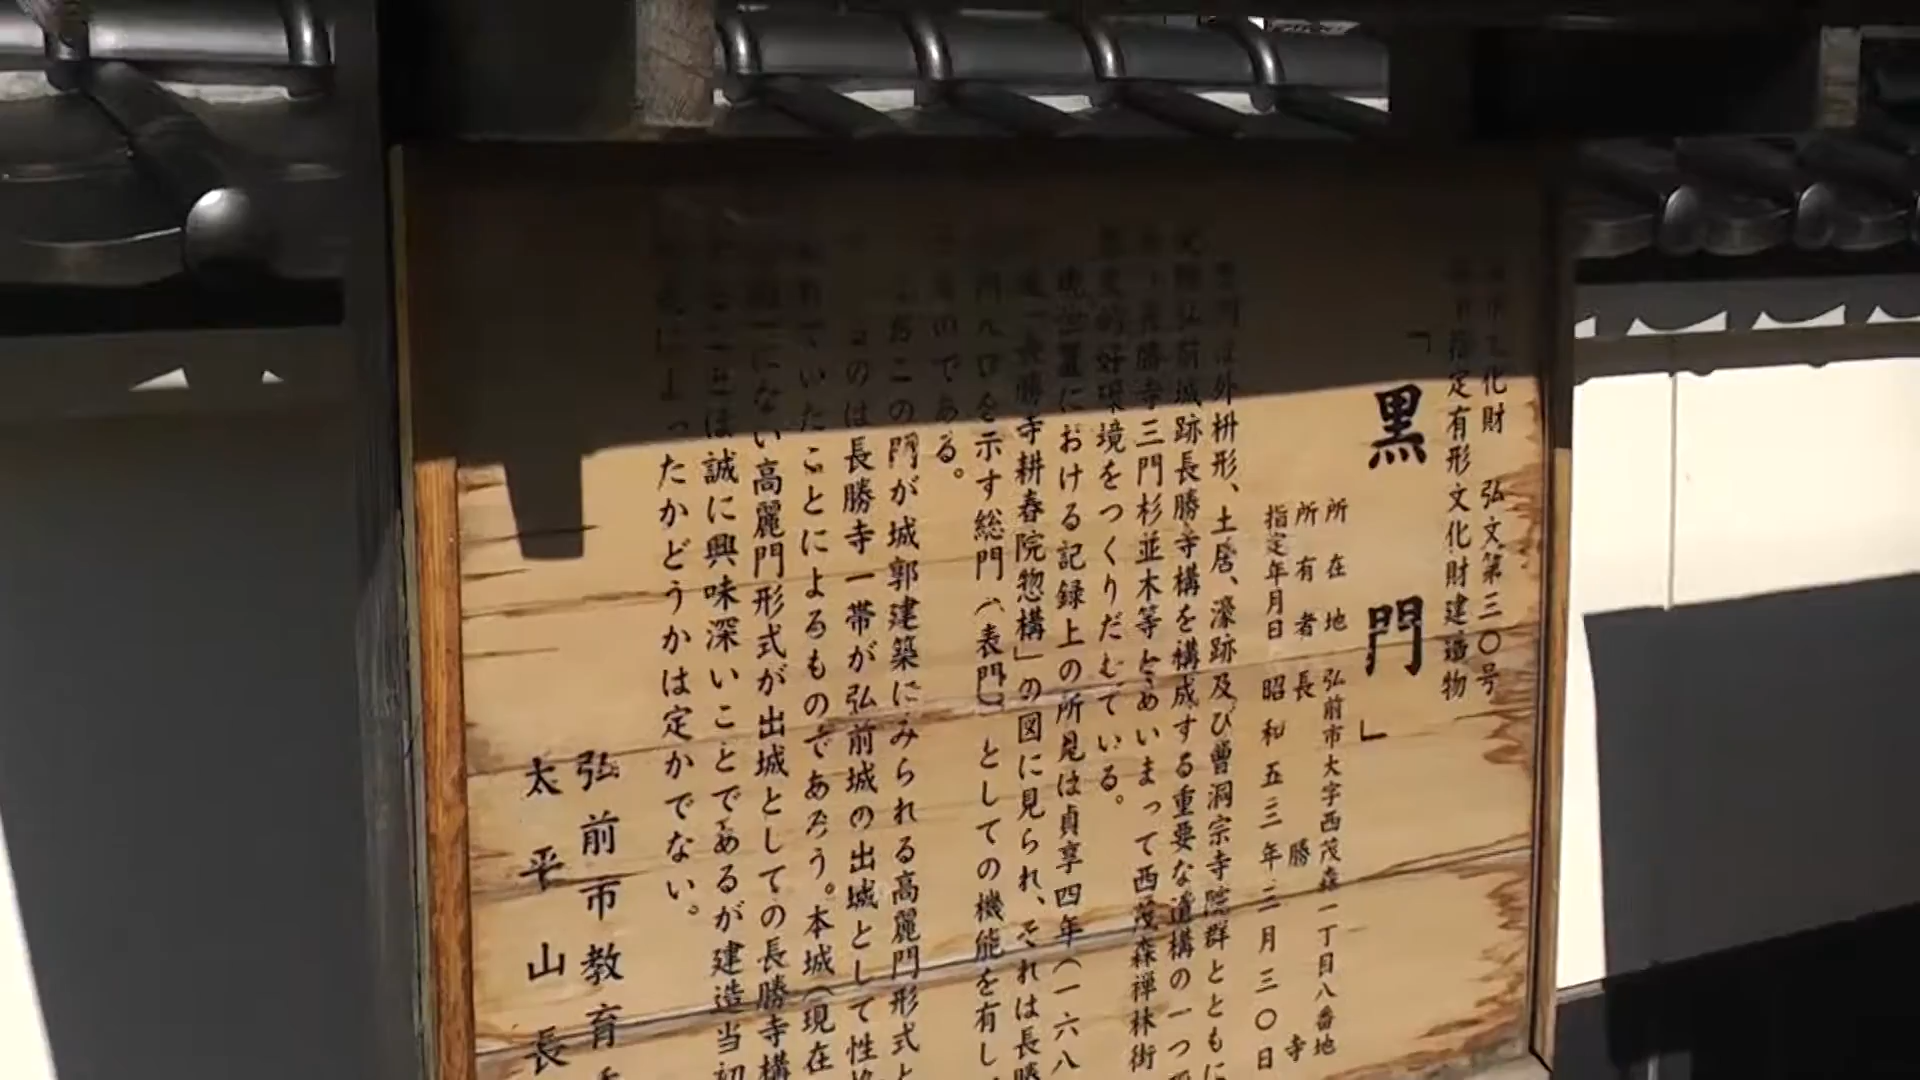 文化財 弘文第三〇号
指定有形文化財建造物
「黒門」
所在地 弘前市大字西茂森一丁目八番地
所有者 長勝寺
指定年月日 昭和五三年三月三〇日
黒門は外枡形、土居、濠跡及び曹洞宗寺院群とともに
弘前城跡長勝寺構を構成する重要な遺構の一つ
長勝寺三門杉並木等とあいまって西茂森禅林街
的好環境をつくりだしている。
における記録上の所見は貞享四年(一六八
長勝寺耕春院惣構」の図に見られ、それは長勝
入口を示す総門(表門)としての機能を有し
のである。
この門が城郭建築にみられる高麗門形式と
のは長勝寺一帯が弘前城の出城として性
いたことによるものであろう。本城(現在
にない高麗門形式が出城としての長勝寺構
は誠に興味深いことであるが建造当初
よったかどうかは定かでない。
弘前市教育
太平山長